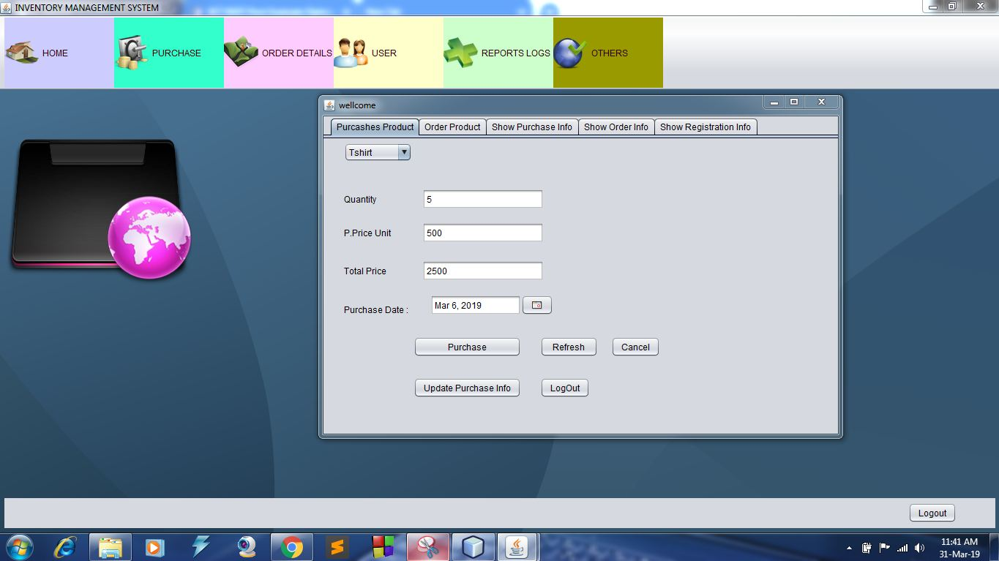 INVENTORY MANAGEMENT SYSTEM
HOME
PURCHASE
ORDER DETAILS
USER
REPORTS LOGS
OTHERS
wellcome
Purcashes Product
Order Product
Show Purchase Info
Show Order Info
Show Registration Info
Tshirt
Quantity
5
P.Price Unit
500
Total Price
2500
Purchase Date :
Mar 6, 2019
Purchase
Refresh
Cancel
Update Purchase Info
LogOut
Logout
11:41 AM
31-Mar-19